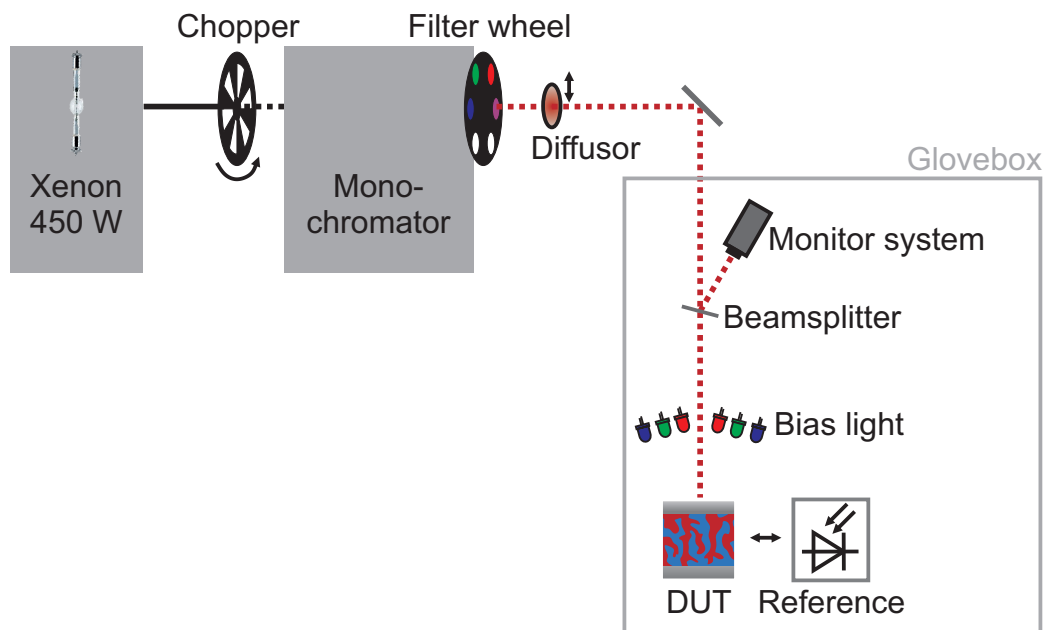 Chopper
Filter wheel
Xenon
450 W
Mono-
chromator
Diffusor
Glovebox
Monitor system
Beamsplitter
Bias light
DUT
Reference